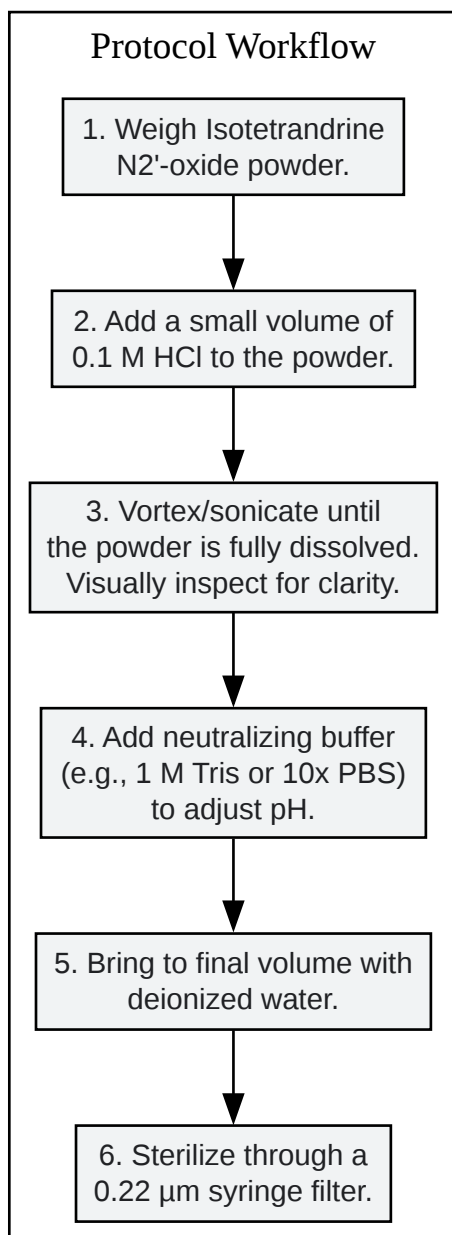 Protocol Workflow
1. Weigh Isotetrandrine
N2'-oxide powder.
2. Add a small volume of
0.1 M HCl to the powder.
3. Vortex/sonicate until
the powder is fully dissolved.
Visually inspect for clarity.
4. Add neutralizing buffer
(e.g., 1 M Tris or 10x PBS)
to adjust pH.
5. Bring to final volume with
deionized water.
6. Sterilize through a
0.22 µm syringe filter.